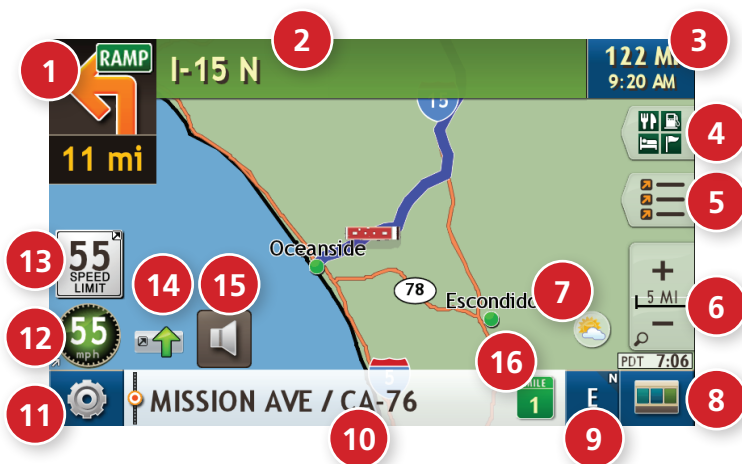 1
RAMP
11 mi
I-15 N
2
122 M
9:20 AM
3
15
4
5
13
55
SPEED
LIMIT
14
15
Oceanside
78
Escondido
7
+
5 MI
−
6
12
55
mph
16
PDT 7:06
11
MISSION AVE / CA-76
5
10
MILE
1
E
N
9
8